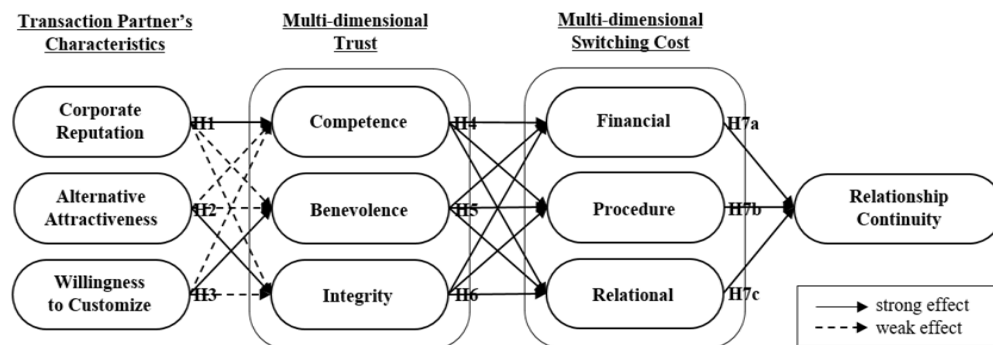 Transaction Partner's
Characteristics
Multi-dimensional
Trust
Multi-dimensional
Switching Cost
Corporate
Reputation
H1
Competence
H4
Financial
H7a
Alternative
Attractiveness
H2
Benevolence
H5
Procedure
H7b
Relationship
Continuity
Willingness
to Customize
H3
Integrity
H6
Relational
H7c
strong effect
weak effect